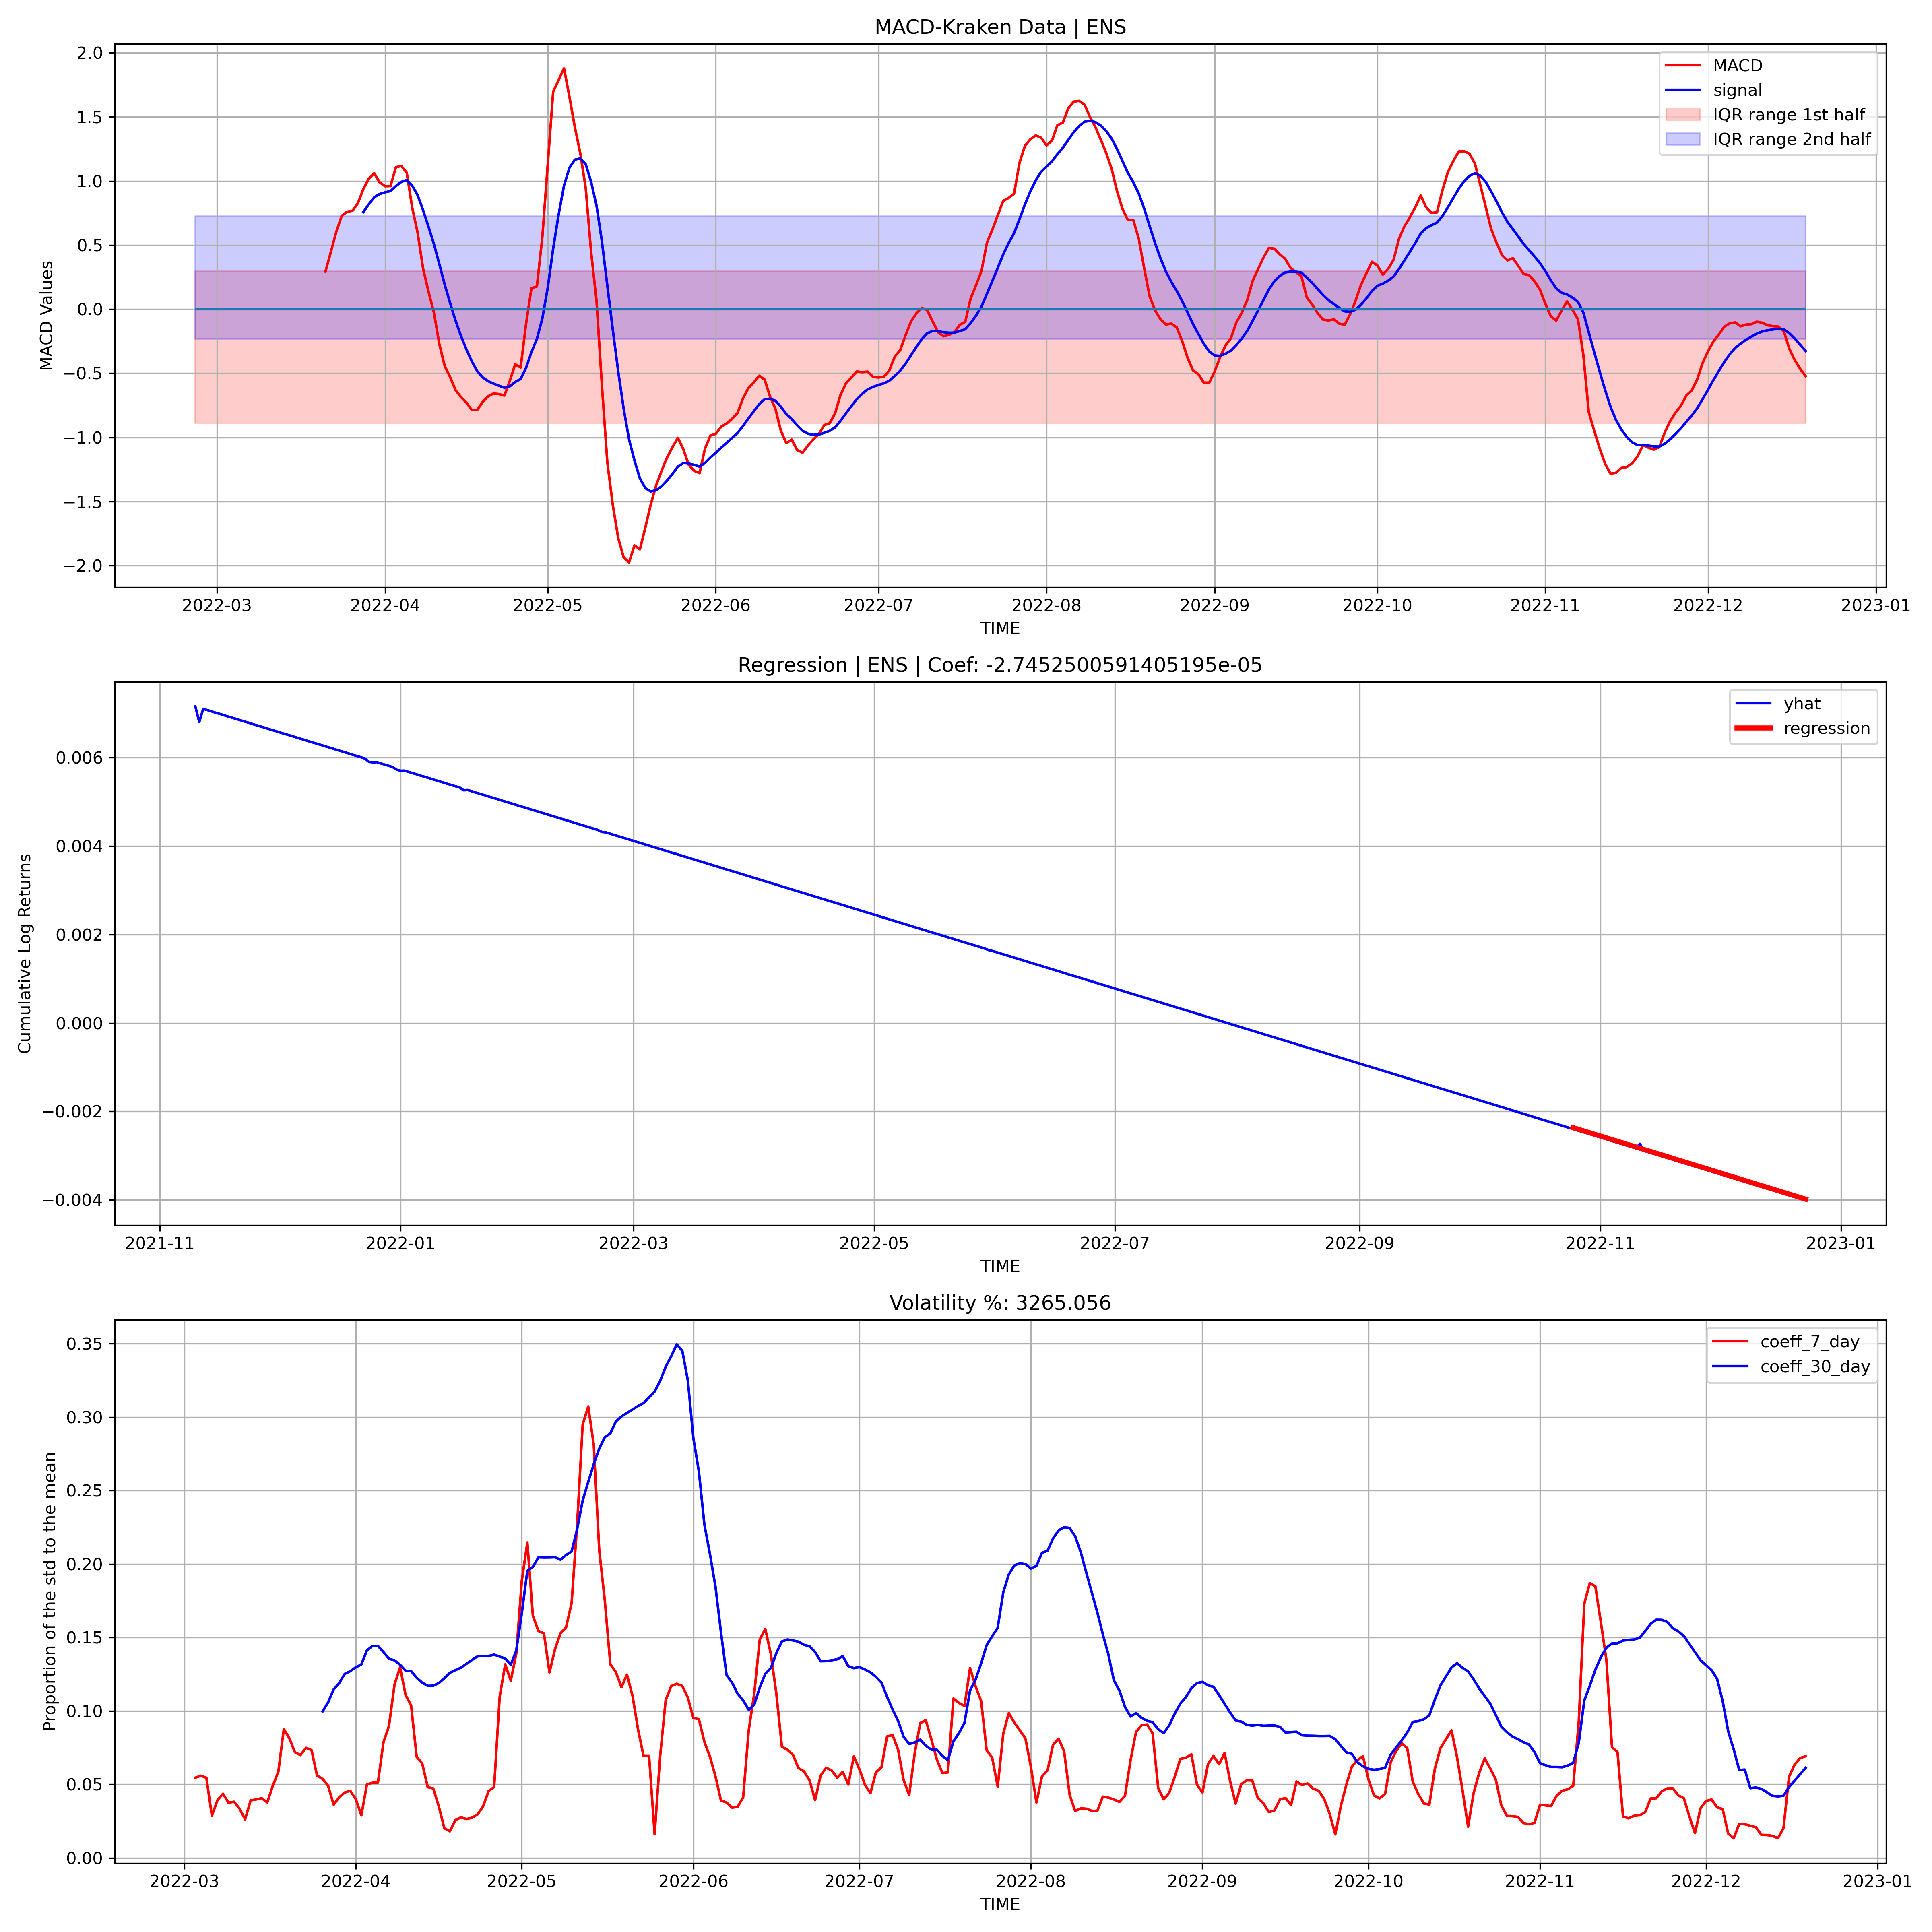 MACD-Kraken Data | ENS
MACD
signal
IQR range 1st half
IQR range 2nd half
MACD Values
2.0
1.5
1.0
0.5
0.0
−0.5
−1.0
−1.5
−2.0
2022-03 2022-04 2022-05 2022-06 2022-07 2022-08 2022-09 2022-10 2022-11 2022-12 2023-01
TIME
Regression | ENS | Coef: -2.7452500591405195e-05
yhat
regression
Cumulative Log Returns
0.006
0.004
0.002
0.000
−0.002
−0.004
2021-11 2022-01 2022-03 2022-05 2022-07 2022-09 2022-11 2023-01
TIME
Volatility %: 3265.056
coeff_7_day
coeff_30_day
Proportion of the std to the mean
0.35
0.30
0.25
0.20
0.15
0.10
0.05
0.00
2022-03 2022-04 2022-05 2022-06 2022-07 2022-08 2022-09 2022-10 2022-11 2022-12 2023-01
TIME